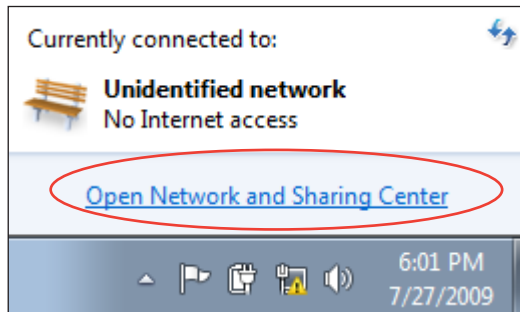 Currently connected to:
Unidentified network
No Internet access
Open Network and Sharing Center
6:01 PM
7/27/2009